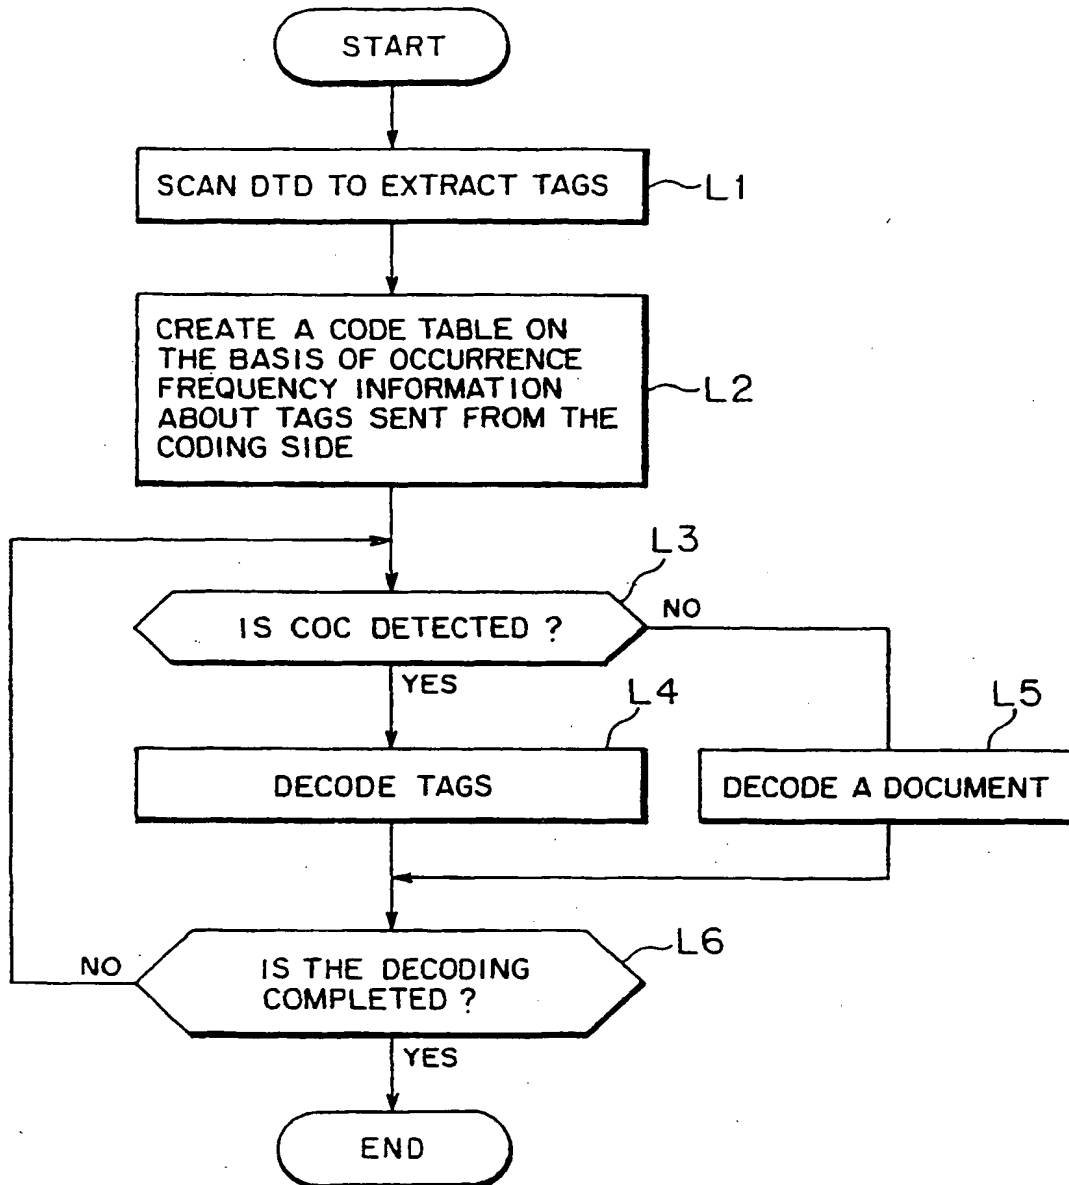 START
SCAN DTD TO EXTRACT TAGS
L1
CREATE A CODE TABLE ON
THE BASIS OF OCCURRENCE
FREQUENCY INFORMATION
ABOUT TAGS SENT FROM THE
CODING SIDE
L2
L3
IS COC DETECTED ?
NO
YES
L4
L5
DECODE TAGS
DECODE A DOCUMENT
L6
NO
IS THE DECODING
COMPLETED ?
YES
END